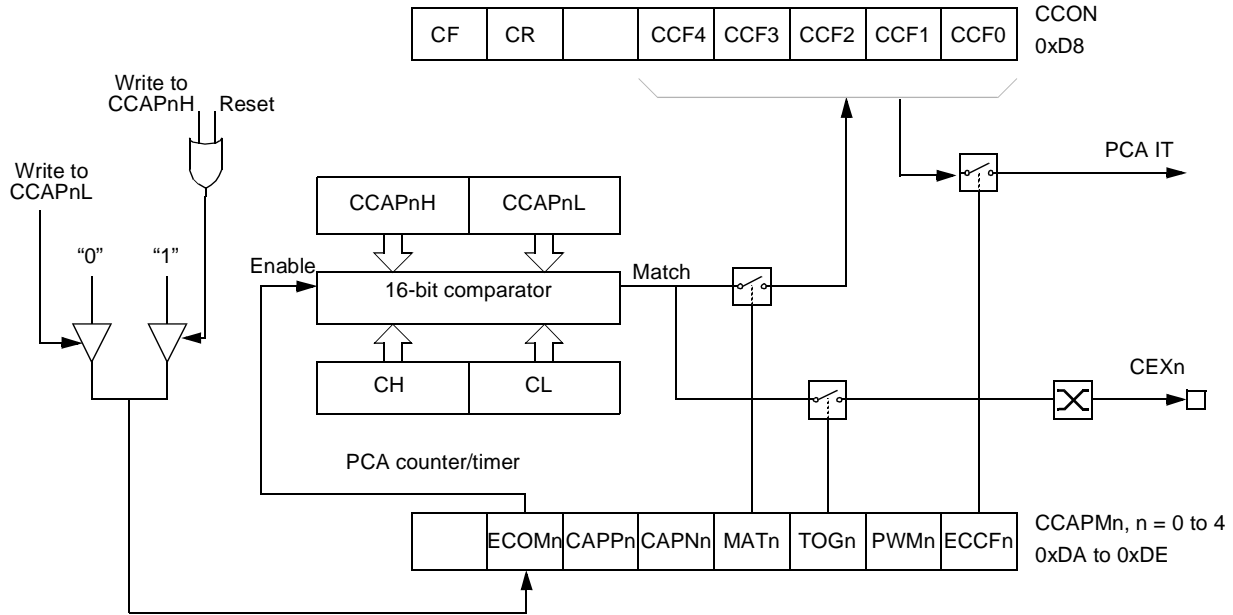 CF CR CCF4 CCF3 CCF2 CCF1 CCF0
CCON
0xD8
Write to
CCAPnH Reset
Write to
CCAPnL
PCA IT
CCAPnH CCAPnL
“0” “1”
Enable
16-bit comparator
Match
CH CL
CEXn
PCA counter/timer
ECOMn CAPPn CAPNn MATn TOGn PWMn ECCFn
CCAPMn, n = 0 to 4
0xDA to 0xDE